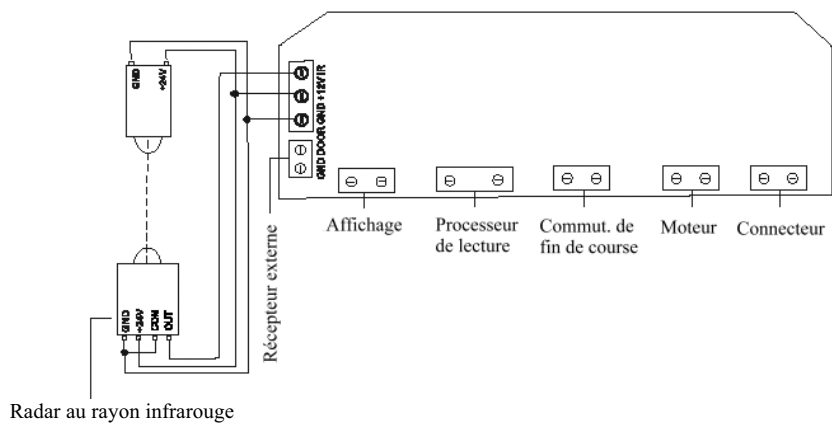 GND
+24V
GND DOOR GND +12V IR
Affichage
Processeur
de lecture
Commut. de
fin de course
Moteur
Connecteur
Récepteur externe
GND
+24V
COM
OUT
Radar au rayon infrarouge